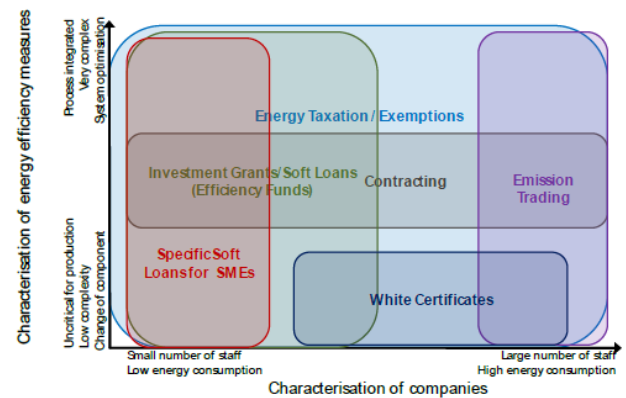 Characterisation of energy efficiency measures
Process integrated
Very complex
System optimisation
Uncritical for production
Low complexity
Change of component
Energy Taxation / Exemptions
Investment Grants/ Soft Loans
(Efficiency Funds)
Contracting
Emission
Trading
Specific Soft
Loans for SMEs
White Certificates
Small number of staff
Low energy consumption
Large number of staff
High energy consumption
Characterisation of companies